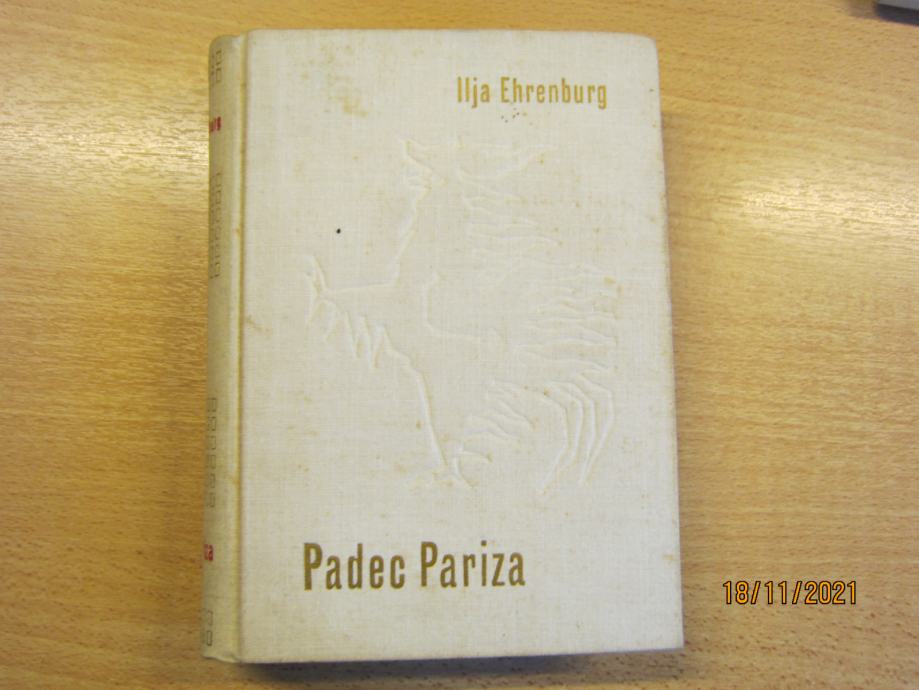 Ilja Ehrenburg
Padec Pariza
18/11/2021